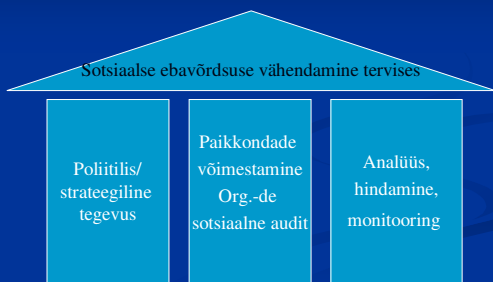 Sotsiaalse ebavõrdsuse vähendamine tervises
Poliitilis/
strateegiline
tegevus
Paikkondade
võimestamine
Org.-de
sotsiaalne audit
Analüüs,
hindamine,
monitooring